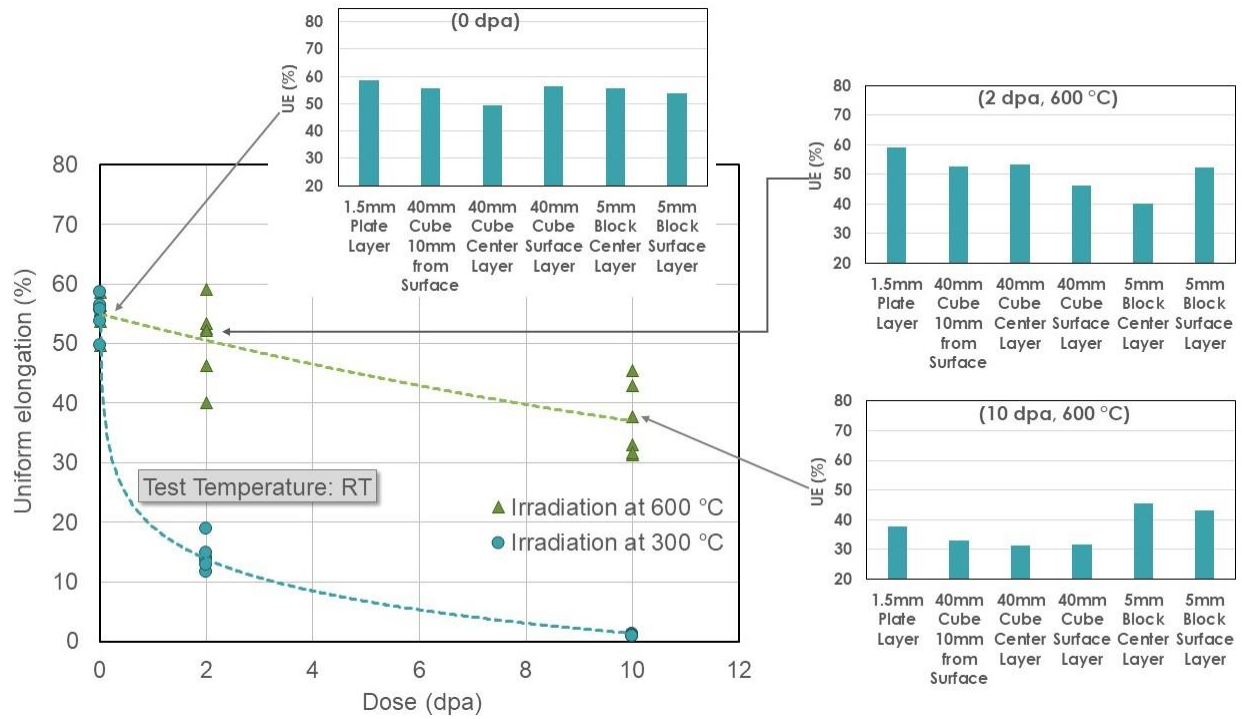 (0 dpa)
UE (%)
80
70
60
50
40
30
20
1.5mm Plate Layer
40mm Cube 10mm from Surface
40mm Cube Center Layer
40mm Cube Surface Layer
5mm Block Center Layer
5mm Block Surface Layer
(2 dpa, 600 °C)
UE (%)
80
70
60
50
40
30
20
1.5mm Plate Layer
40mm Cube 10mm from Surface
40mm Cube Center Layer
40mm Cube Surface Layer
5mm Block Center Layer
5mm Block Surface Layer
(10 dpa, 600 °C)
UE (%)
80
70
60
50
40
30
20
1.5mm Plate Layer
40mm Cube 10mm from Surface
40mm Cube Center Layer
40mm Cube Surface Layer
5mm Block Center Layer
5mm Block Surface Layer
Uniform elongation (%)
80
70
60
50
40
30
20
10
0
Test Temperature: RT
Irradiation at 600 °C
Irradiation at 300 °C
0 2 4 6 8 10 12
Dose (dpa)